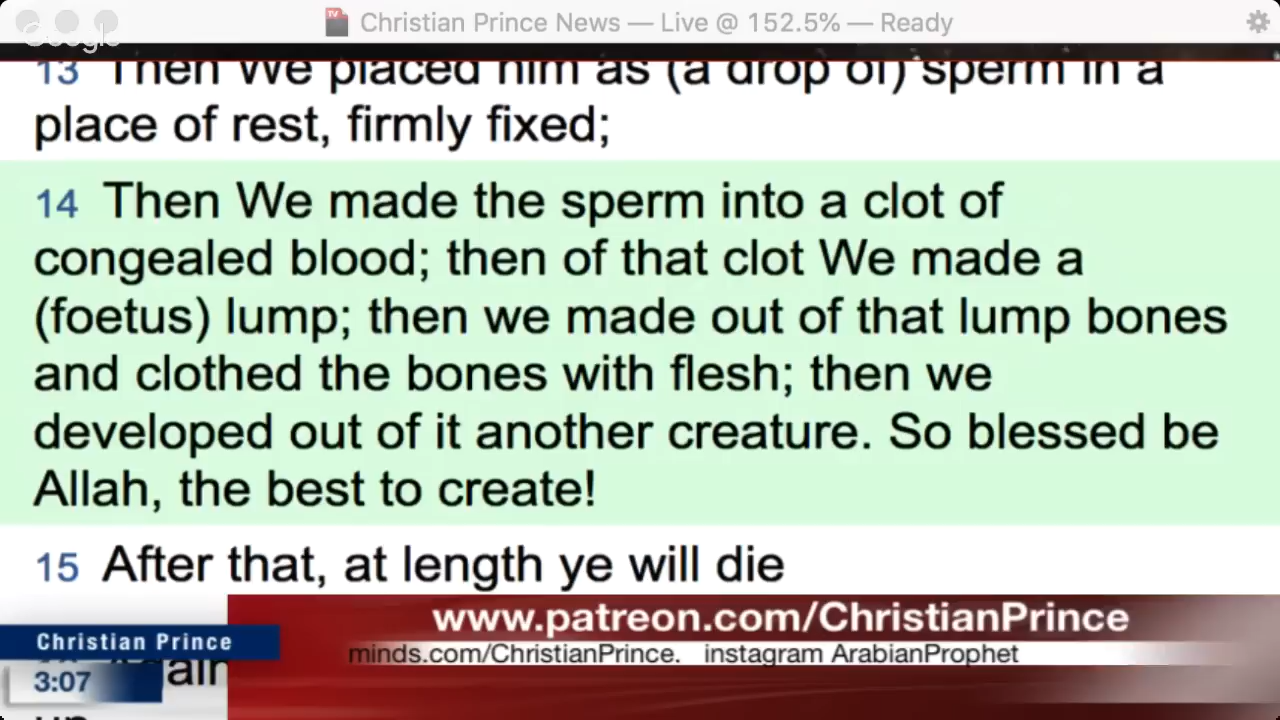 Christian Prince News — Live @ 152.5% — Ready
Google
13 Then We placed him as (a drop of) sperm in a
place of rest, firmly fixed;
14 Then We made the sperm into a clot of
congealed blood; then of that clot We made a
(foetus) lump; then we made out of that lump bones
and clothed the bones with flesh; then we
developed out of it another creature. So blessed be
Allah, the best to create!
15 After that, at length ye will die
www.patreon.com/ChristianPrince
Christian Prince
minds.com/ChristianPrince. instagram ArabianProphet
3:07